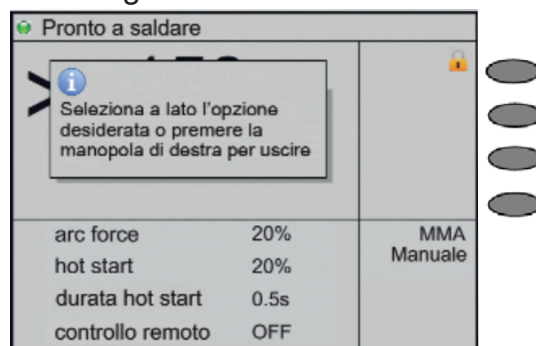 Pronto a saldare
Seleziona a lato l'opzione
desiderata o premere la
manopola di destra per uscire
arc force 20%
hot start 20%
durata hot start 0.5s
controllo remoto OFF
MMA
Manuale